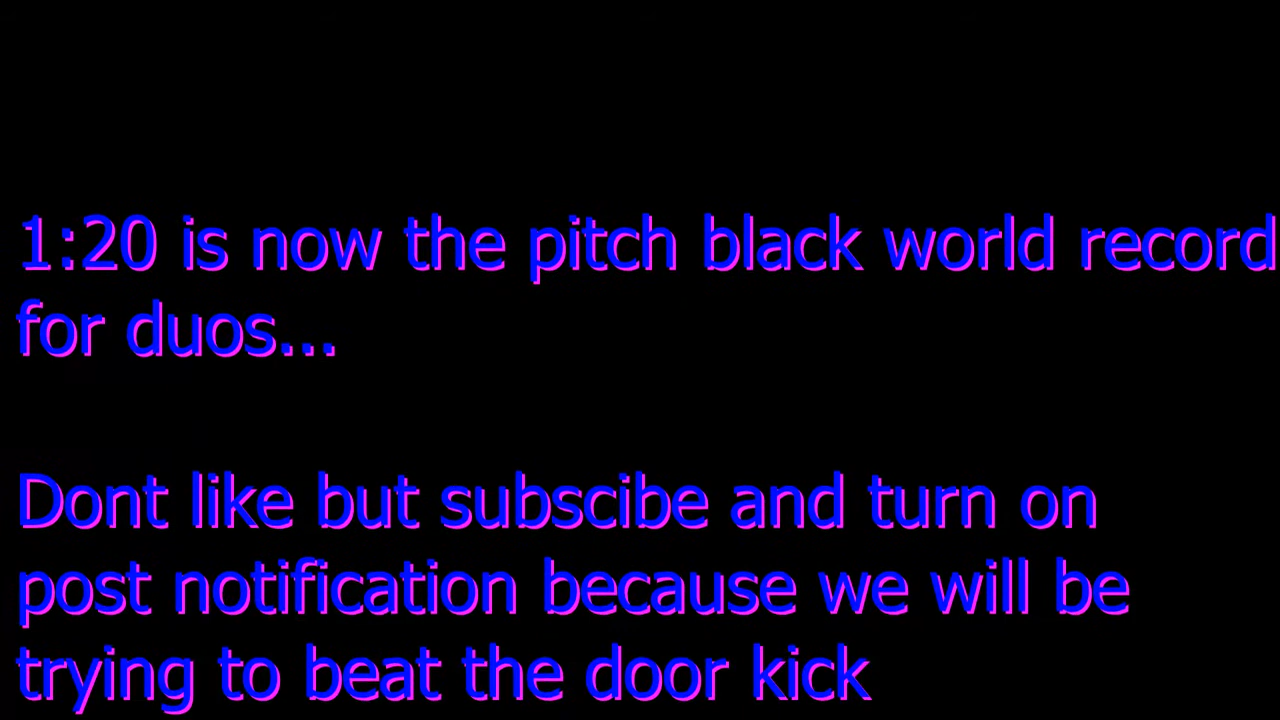 1:20 is now the pitch black world record
for duos...
Dont like but subscibe and turn on
post notification because we will be
trying to beat the door kick